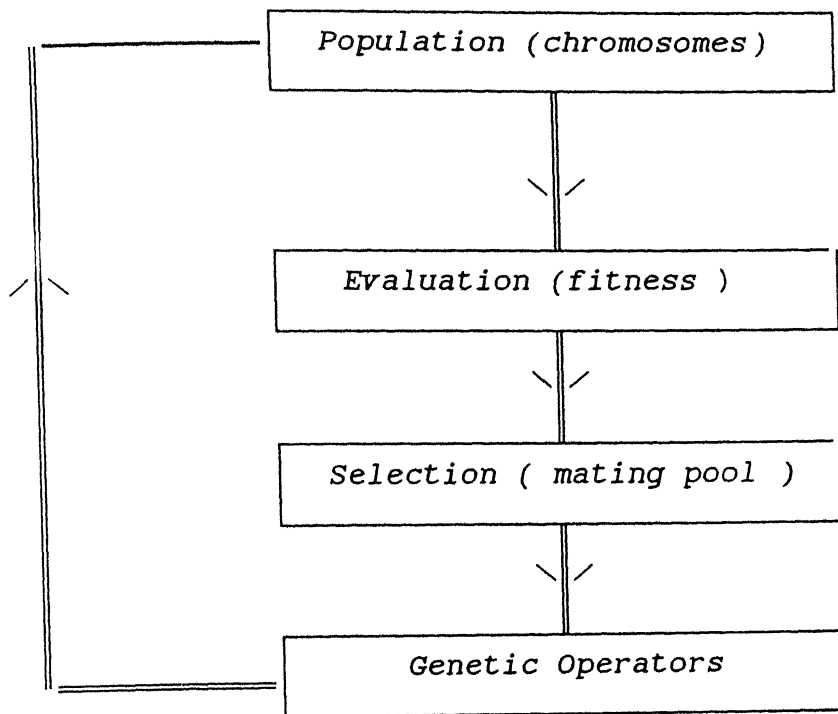 Population (chromosomes)
Evaluation (fitness )
Selection ( mating pool )
Genetic Operators